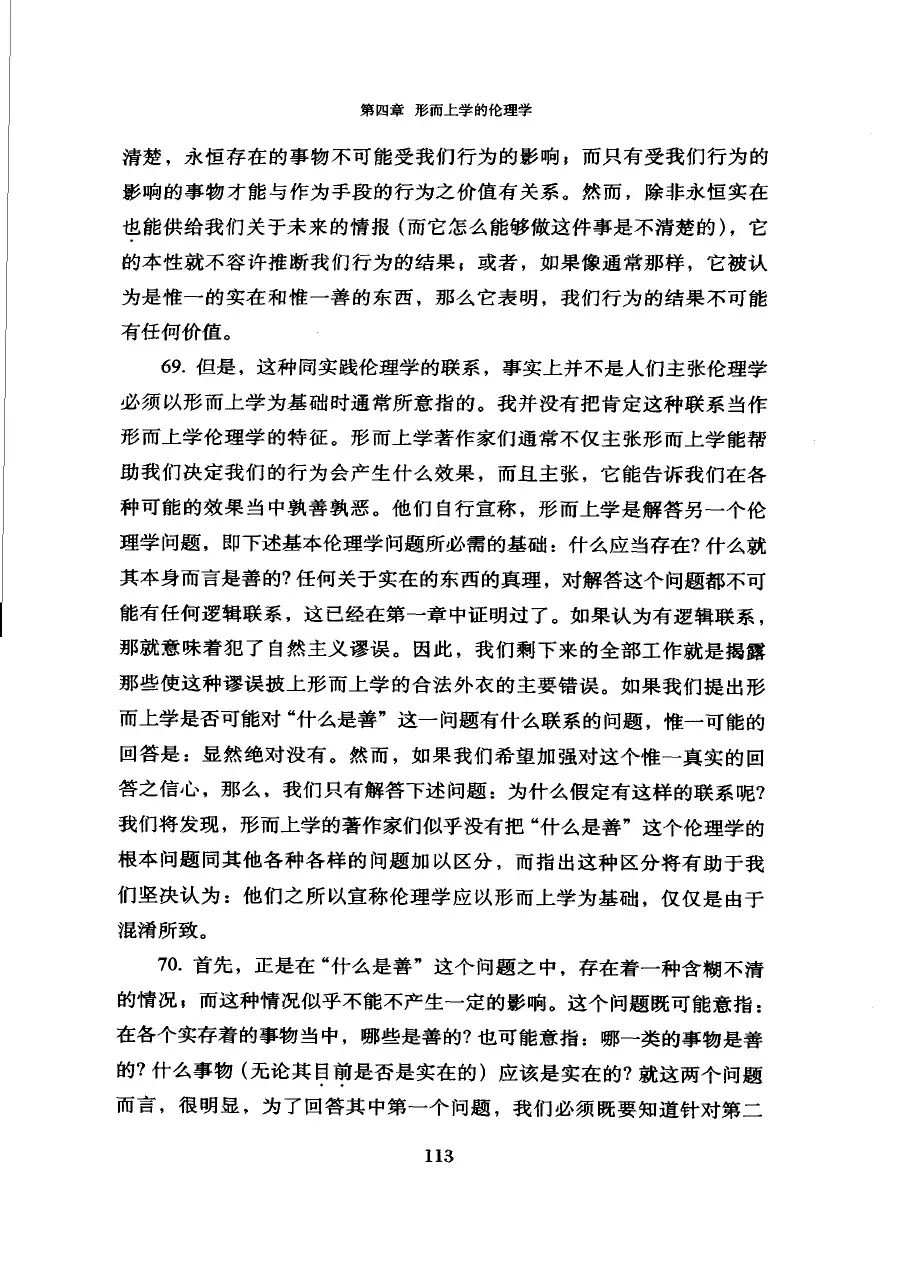 第四章 形而上学的伦理学
清楚，永恒存在的事物不可能受我们行为的影响；而只有受我们行为的
影响的事物才能与作为手段的行为之价值有关系。然而，除非永恒实在
也能供给我们关于未来的情报（而它怎么能够做这件事是不清楚的），它
的本性就不容许推断我们行为的结果；或者，如果像通常那样，它被认
为是惟一的实在和惟一善的东西，那么它表明，我们行为的结果不可能
有任何价值。
69. 但是，这种同实践伦理学的联系，事实上并不是人们主张伦理学
必须以形而上学为基础时通常所意指的。我并没有把肯定这种联系当作
形而上学伦理学的特征。形而上学著作家们通常不仅主张形而上学能帮
助我们决定我们的行为会产生什么效果，而且主张，它能告诉我们在各
种可能的效果当中孰善孰恶。他们自行宣称，形而上学是解答另一个伦
理学问题，即下述基本伦理学问题所必需的基础：什么应当存在？什么就
其本身而言是善的？任何关于实在的东西的真理，对解答这个问题都不可
能有任何逻辑联系，这已经在第一章中证明过了。如果认为有逻辑联系，
那就意味着犯了自然主义谬误。因此，我们剩下来的全部工作就是揭露
那些使这种谬误披上形而上学的合法外衣的主要错误。如果我们提出形
而上学是否可能对“什么是善”这一问题有什么联系的问题，惟一可能的
回答是：显然绝对没有。然而，如果我们希望加强对这个惟一真实的回
答之信心，那么，我们只有解答下述问题：为什么假定有这样的联系呢？
我们将发现，形而上学的著作家们似乎没有把“什么是善”这个伦理学的
根本问题同其他各种各样的问题加以区分，而指出这种区分将有助于我
们坚决认为：他们之所以宣称伦理学应以形而上学为基础，仅仅是由于
混淆所致。
70. 首先，正是在“什么是善”这个问题之中，存在着一种含糊不清
的情况；而这种情况似乎不能不产生一定的影响。这个问题既可能意指：
在各个实存着的事物当中，哪些是善的？也可能意指：哪一类的事物是善
的？什么事物（无论其目前是否是实在的）应该是实在的？就这两个问题
而言，很明显，为了回答其中第一个问题，我们必须既要知道针对第二
113